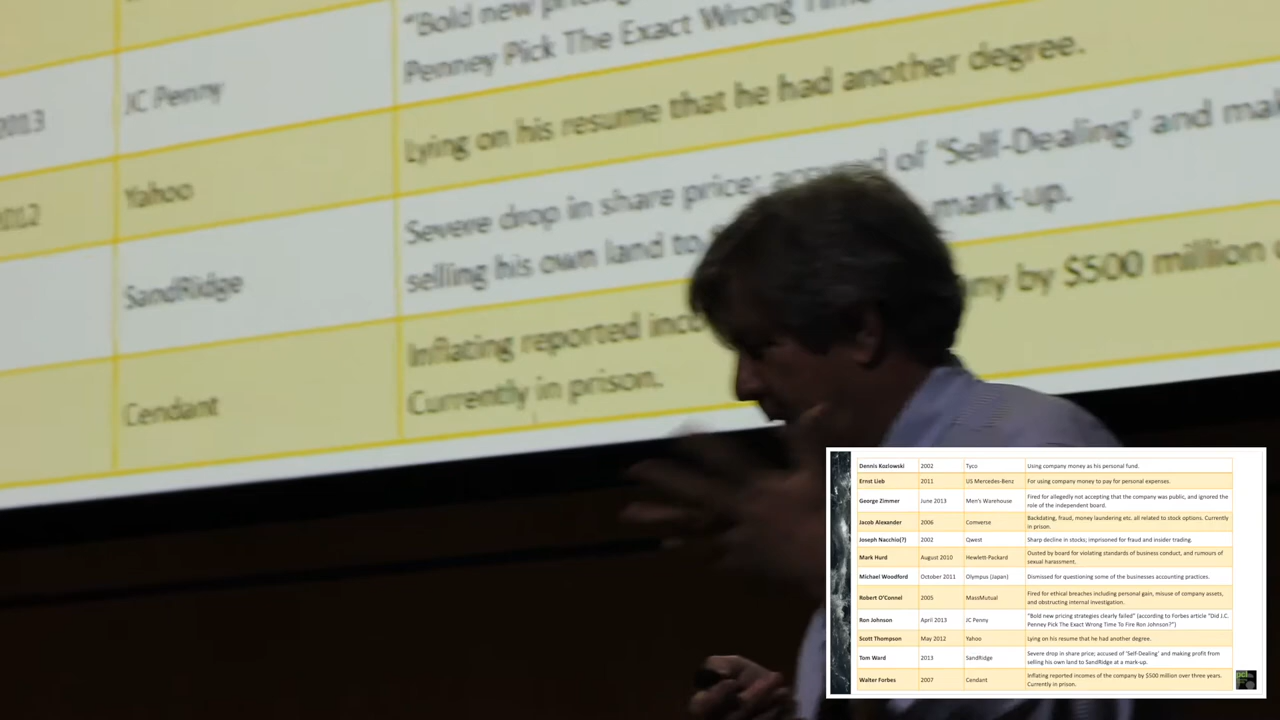 "Bold new pricing
Penney Pick The Exact Wrong Time
2013 JC Penny
Lying on his resume that he had another degree.
2012 Yahoo
Severe drop in share price; of 'Self-Dealing' and
selling his own land to mark-up.
SandRidge
Inflating reported by $500 million
Currently in prison.
Cendant
Dennis Kozlowski 2002 Tyco Using company money as his personal fund.
Ernst Lieb 2011 US Mercedes-Benz For using company money to pay for personal expenses.
George Zimmer June 2013 Men's Warehouse Fired for allegedly not accepting that the company was public, and ignored the
role of the independent board.
Jacob Alexander 2006 Comverse Backdating, fraud, money laundering etc. all related to stock options. Currently
in prison.
Joseph Nacchio(?) 2002 Qwest Sharp decline in stocks; imprisoned for fraud and insider trading.
Mark Hurd August 2010 Hewlett-Packard Ousted by board for violating standards of business conduct, and rumours of
sexual harassment.
Michael Woodford October 2011 Olympus (Japan) Dismissed for questioning some of the businesses accounting practices.
Robert O'Connel 2005 MassMutual Fired for ethical breaches including personal gain, misuse of company assets,
and obstructing internal investigation.
Ron Johnson April 2013 JC Penny "Bold new pricing strategies clearly failed" (according to Forbes article "Did J.C.
Penney Pick The Exact Wrong Time To Fire Ron Johnson?")
Scott Thompson May 2012 Yahoo Lying on his resume that he had another degree.
Tom Ward 2013 SandRidge Severe drop in share price; accused of 'Self-Dealing' and making profit from
selling his own land to SandRidge at a mark-up.
Walter Forbes 2007 Cendant Inflating reported incomes of the company by $500 million over three years.
Currently in prison.